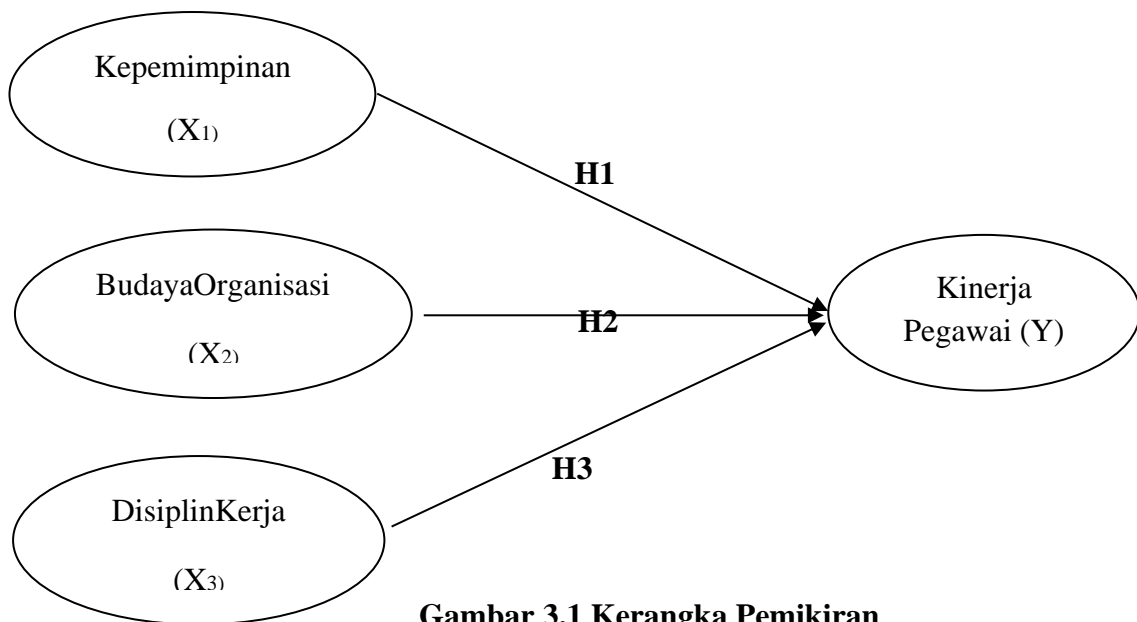 Kepemimpinan
(X1)
H1
BudayaOrganisasi
(X2)
H2
Kinerja
Pegawai (Y)
H3
DisiplinKerja
(X3)
Gambar 3.1 Kerangka Pemikiran